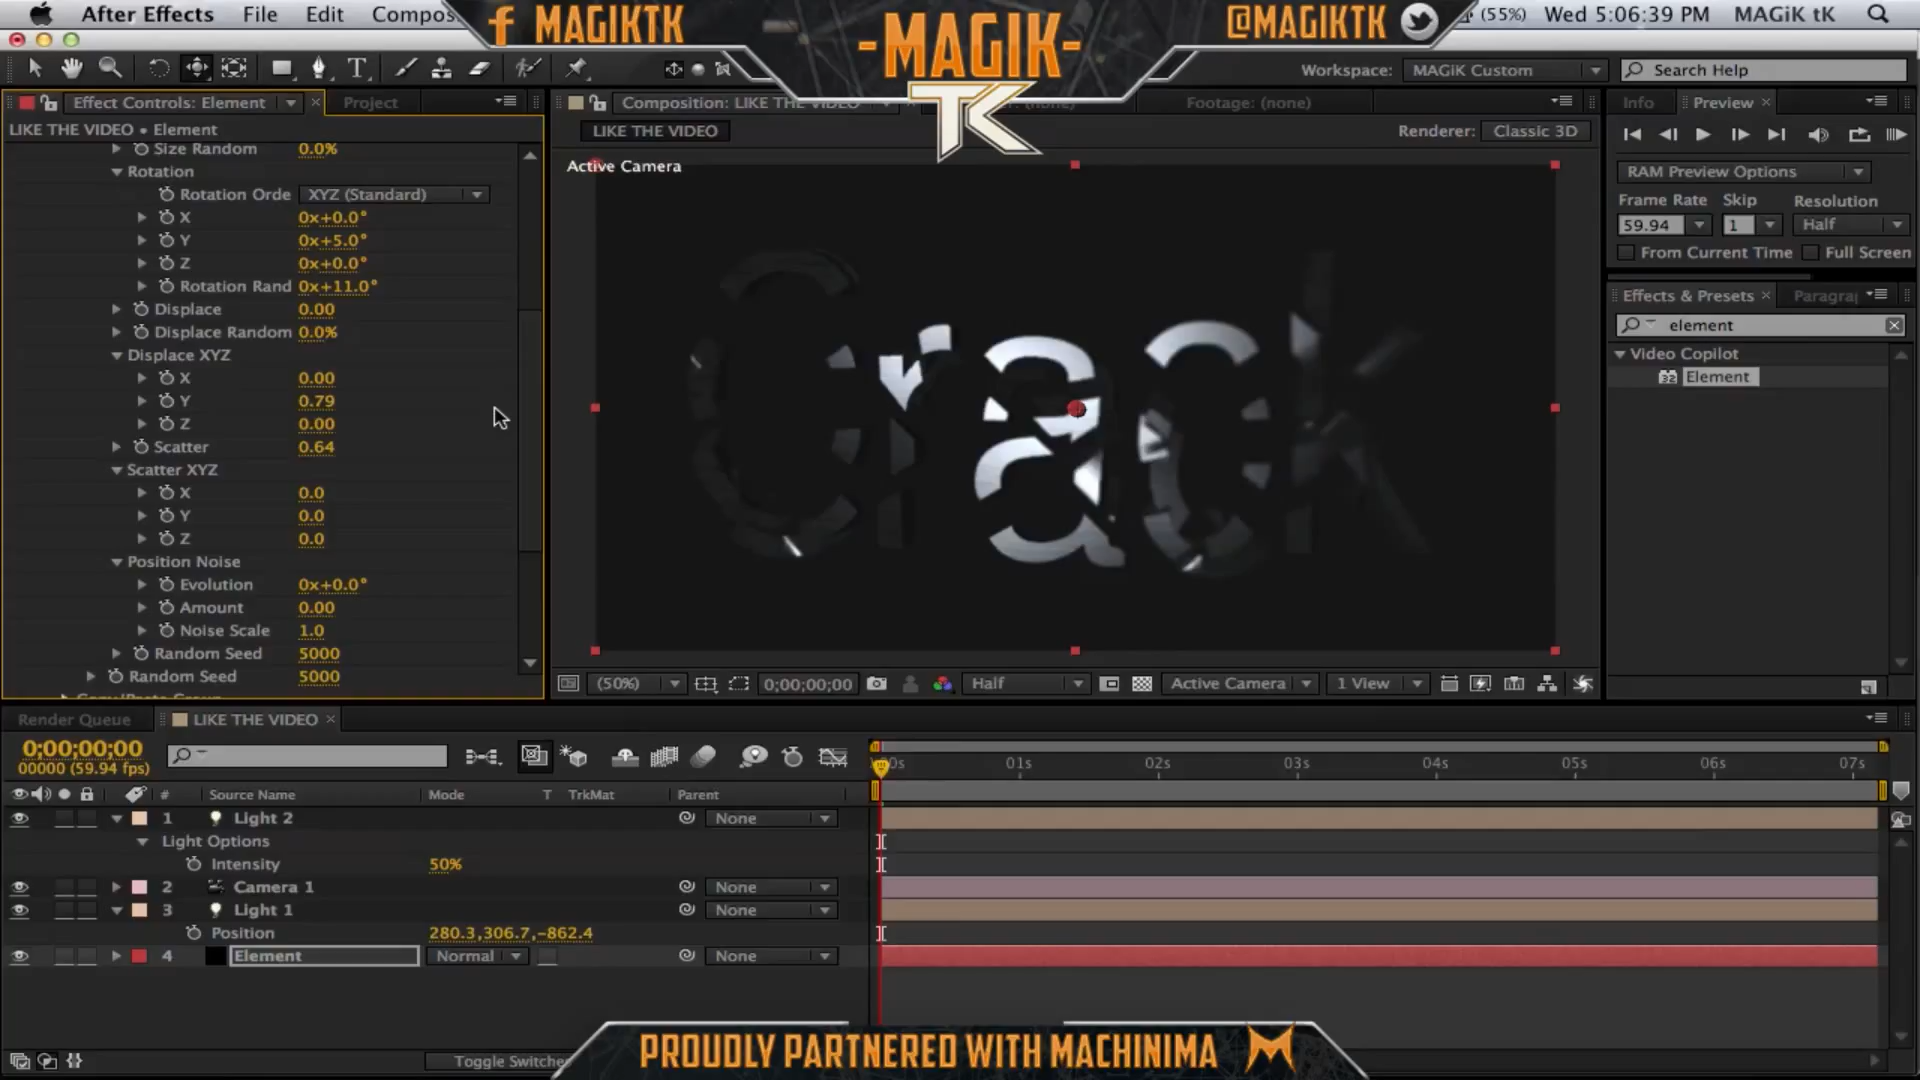 After Effects File Edit Compos
MAGIKTK
-MAGIK-
TK
@MAGIKTK
(55%) Wed 5:06:39 PM MAGiK tK
Workspace: MAGiK Custom
Search Help
Effect Controls: Element
Project
Composition: LIKE THE VIDEO
(none)
Footage: (none)
Info
Preview
LIKE THE VIDEO • Element
LIKE THE VIDEO
Renderer: Classic 3D
Active Camera
Size Random 0.0%
Rotation
Rotation Orde XYZ (Standard)
X 0x+0.0°
Y 0x+5.0°
Z 0x+0.0°
Rotation Rand 0x+11.0°
Displace 0.00
Displace Random 0.0%
Displace XYZ
X 0.00
Y 0.79
Z 0.00
Scatter 0.64
Scatter XYZ
X 0.0
Y 0.0
Z 0.0
Position Noise
Evolution 0x+0.0°
Amount 0.00
Noise Scale 1.0
Random Seed 5000
Random Seed 5000
Crack
RAM Preview Options
Frame Rate Skip Resolution
59.94 1 Half
From Current Time Full Screen
Effects & Presets
Paragrap
element
Video Copilot
32 Element
(50%) 0;00;00;00 Half Active Camera 1 View
Render Queue
LIKE THE VIDEO
0;00;00;00
00000 (59.94 fps)
00s 01s 02s 03s 04s 05s 06s 07s
# Source Name Mode T TrkMat Parent
1 Light 2 None
Light Options
Intensity 50%
2 Camera 1 None
3 Light 1 None
Position 280.3,306.7,-862.4
4 Element Normal None
Toggle Switche
PROUDLY PARTNERED WITH MACHINIMA